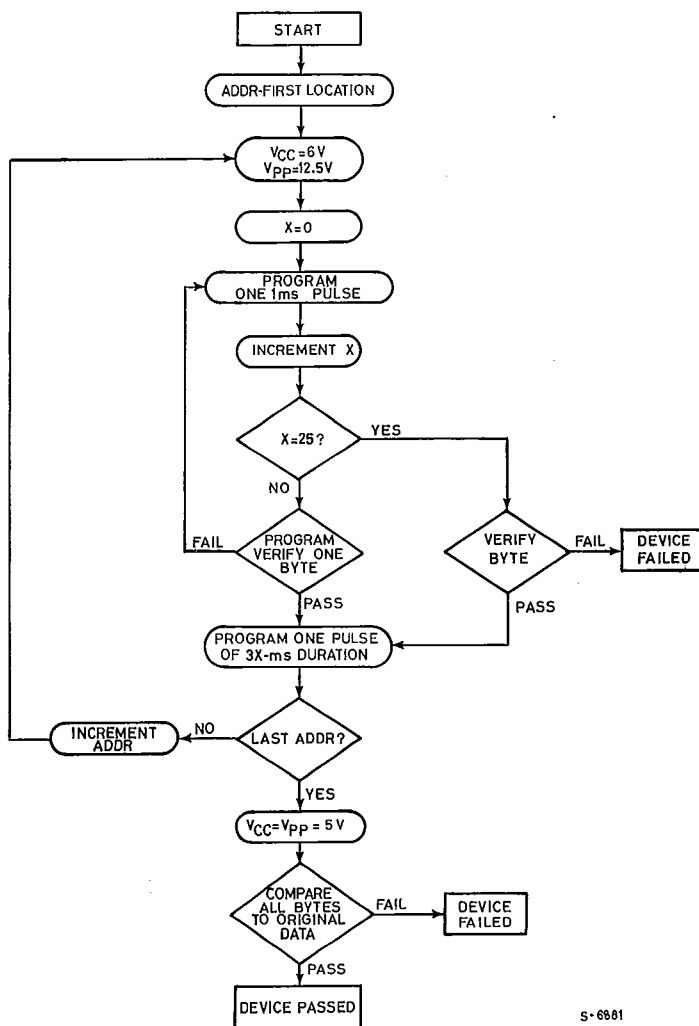 START
ADDR-FIRST LOCATION
VCC=6V
VPP=12.5V
X=0
PROGRAM
ONE 1ms PULSE
INCREMENT X
X=25?
YES
NO
PROGRAM
VERIFY ONE
BYTE
FAIL
PASS
VERIFY
BYTE
FAIL
DEVICE
FAILED
PASS
PROGRAM ONE PULSE
OF 3X-ms DURATION
LAST ADDR?
NO
INCREMENT
ADDR
YES
VCC=VPP = 5V
COMPARE
ALL BYTES
TO ORIGINAL
DATA
FAIL
DEVICE
FAILED
PASS
DEVICE PASSED
S-6881